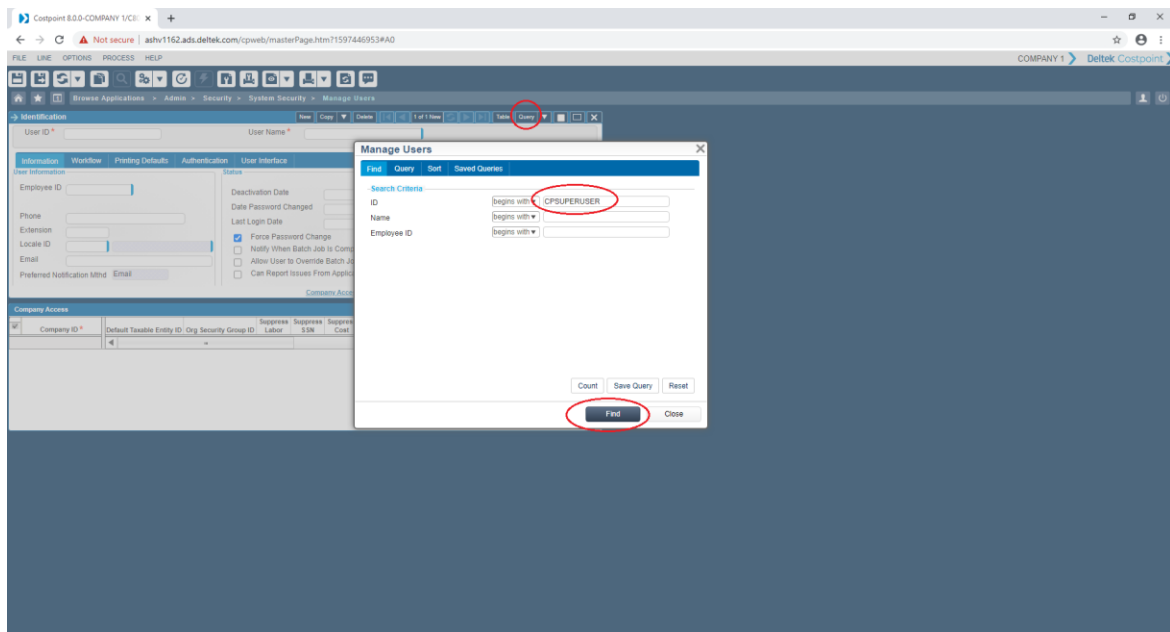 Costpoint 8.0.0-COMPANY 1/CIS
Not secure | ashv1162.ads.deltek.com/cpweb/masterPage.htm?1597446953#A0
FILE LINE OPTIONS PROCESS HELP
COMPANY 1 Deltek Costpoint
Browse Applications > Admin > Security > System Security > Manage Users
Identification New Copy Delete 1 of 1 New Table Query
User ID * User Name *
Information Workflow Printing Defaults Authentication User Interface
User Information Status
Employee ID
Deactivation Date
Date Password Changed
Phone
Last Login Date
Extension
Force Password Change
Locale ID
Notify When Batch Job Is Comp
Email
Allow User to Override Batch Jo
Preferred Notification Mthd Email
Can Report Issues From Applica
Company Acce
Company Access
Company ID * Default Taxable Entity ID Org Security Group ID Suppress Labor Suppress SSN Suppres Cost
Manage Users
Find Query Sort Saved Queries
Search Criteria
ID begins with CPSUPERUSER
Name begins with
Employee ID begins with
Count Save Query Reset
Find Close